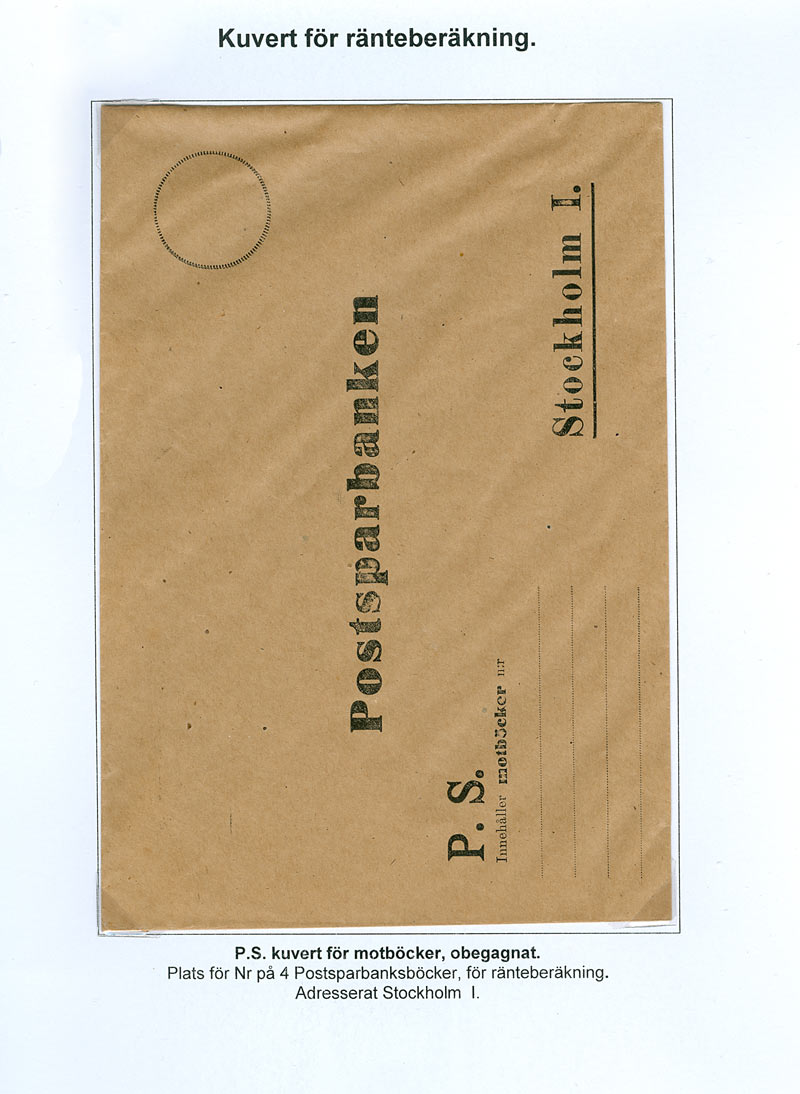 Kuvert för ränteberäkning.
Postsparbanken
Stockholm I.
P. S.
Innehåller motböcker n:r
P.S. kuvert för motböcker, obegagnat.
Plats för Nr på 4 Postsparbanksböcker, för ränteberäkning.
Adresserat Stockholm I.